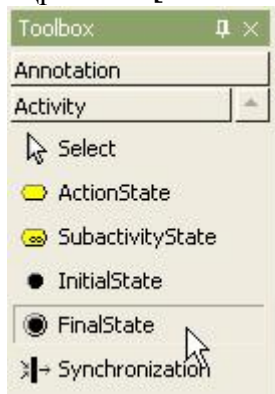 Toolbox
Annotation
Activity
Select
ActionState
SubactivityState
InitialState
FinalState
Synchronization